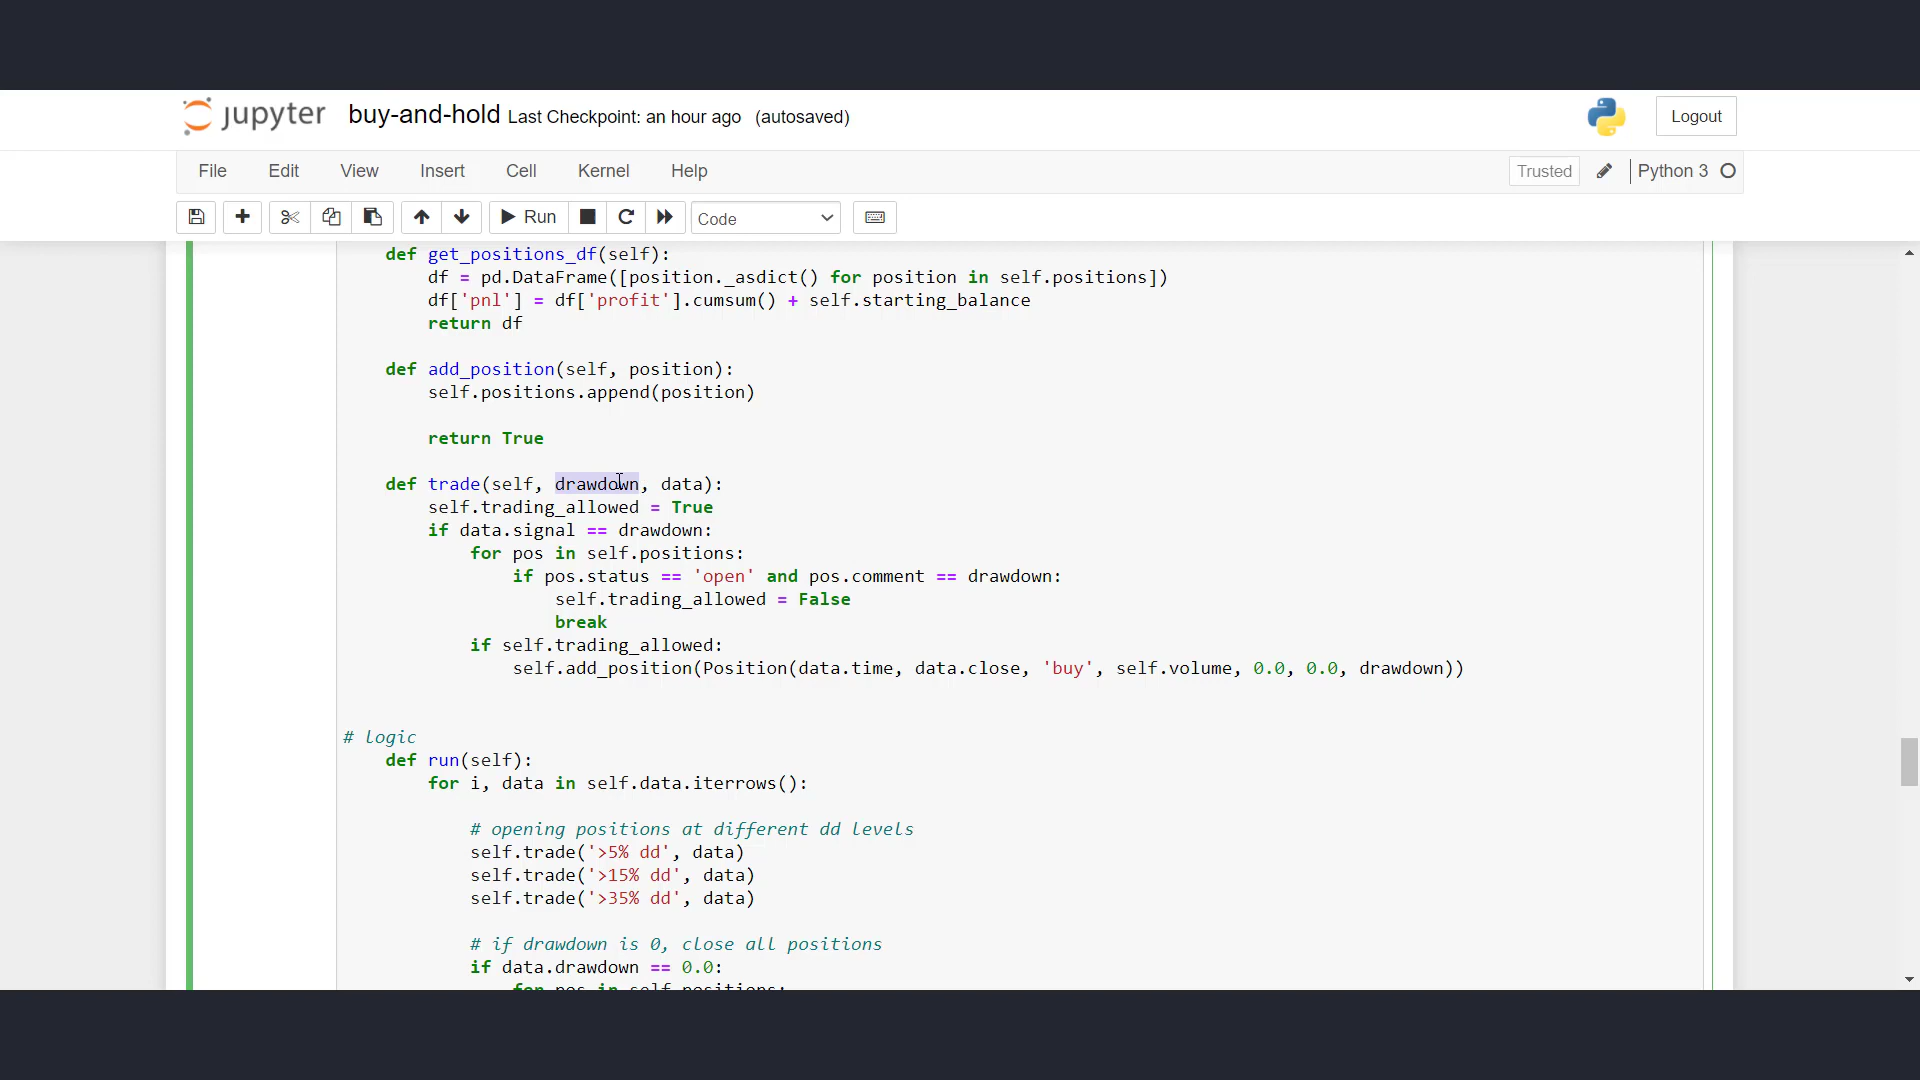 jupyter buy-and-hold Last Checkpoint: an hour ago (autosaved) Logout
File Edit View Insert Cell Kernel Help Trusted Python 3
Run Code
def get_positions_df(self):
df = pd.DataFrame([position._asdict() for position in self.positions])
df['pnl'] = df['profit'].cumsum() + self.starting_balance
return df
def add_position(self, position):
self.positions.append(position)
return True
def trade(self, drawdown, data):
self.trading_allowed = True
if data.signal == drawdown:
for pos in self.positions:
if pos.status == 'open' and pos.comment == drawdown:
self.trading_allowed = False
break
if self.trading_allowed:
self.add_position(Position(data.time, data.close, 'buy', self.volume, 0.0, 0.0, drawdown))
# logic
def run(self):
for i, data in self.data.iterrows():
# opening positions at different dd levels
self.trade('>5% dd', data)
self.trade('>15% dd', data)
self.trade('>35% dd', data)
# if drawdown is 0, close all positions
if data.drawdown == 0.0:
for pos in self.positions: